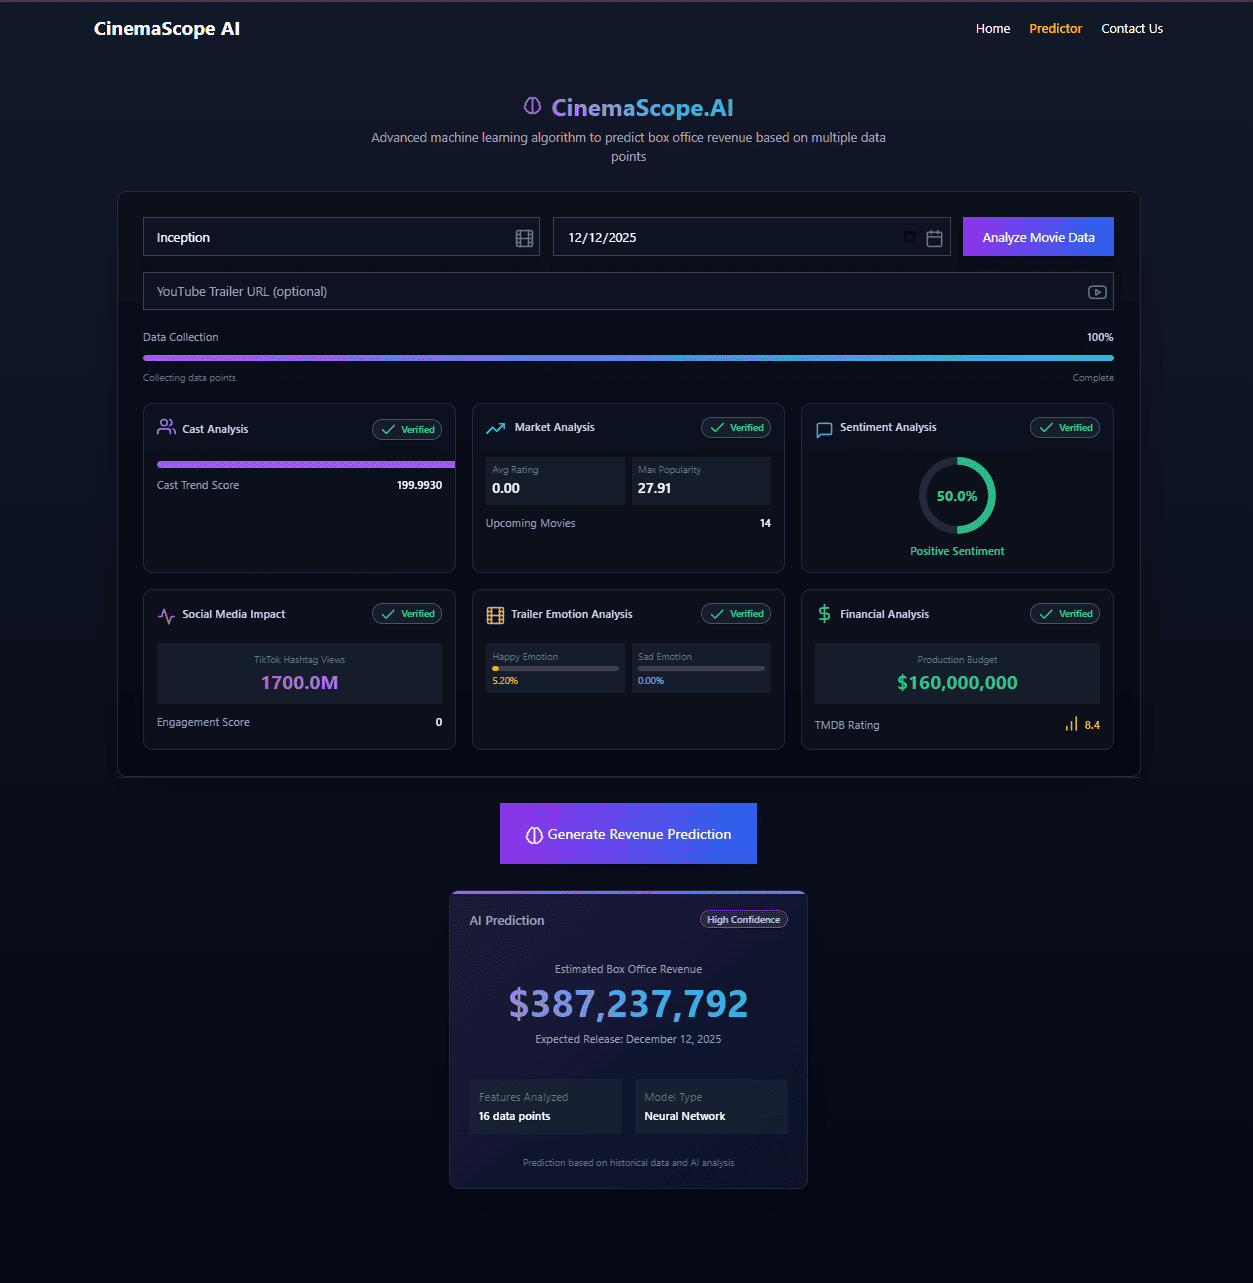 CinemaScope AI
Home Predictor Contact Us
CinemaScope.AI
Advanced machine learning algorithm to predict box office revenue based on multiple data
points
Inception
12/12/2025
Analyze Movie Data
YouTube Trailer URL (optional)
Data Collection 100%
Collecting data points Complete
Cast Analysis Verified
Cast Trend Score 199.9930
Market Analysis Verified
Avg Rating Max Popularity
0.00 27.91
Upcoming Movies 14
Sentiment Analysis Verified
50.0%
Positive Sentiment
Social Media Impact Verified
TikTok Hashtag Views
1700.0M
Engagement Score 0
Trailer Emotion Analysis Verified
Happy Emotion Sad Emotion
5.20% 0.00%
Financial Analysis Verified
Production Budget
$160,000,000
TMDB Rating 8.4
Generate Revenue Prediction
AI Prediction High Confidence
Estimated Box Office Revenue
$387,237,792
Expected Release: December 12, 2025
Features Analyzed Model Type
16 data points Neural Network
Prediction based on historical data and AI analysis